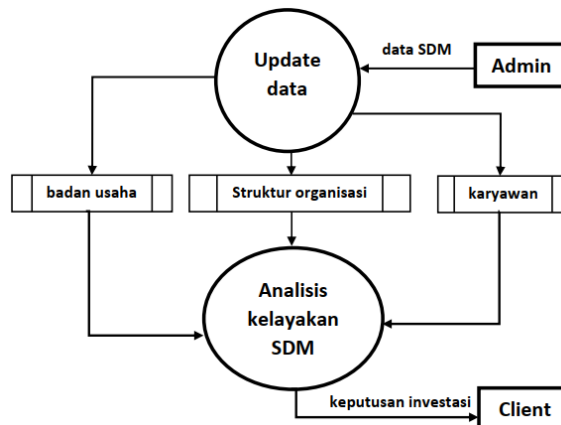 data SDM
Admin
Update
data
badan usaha
Struktur organisasi
karyawan
Analisis
kelayakan
SDM
keputusan investasi
Client